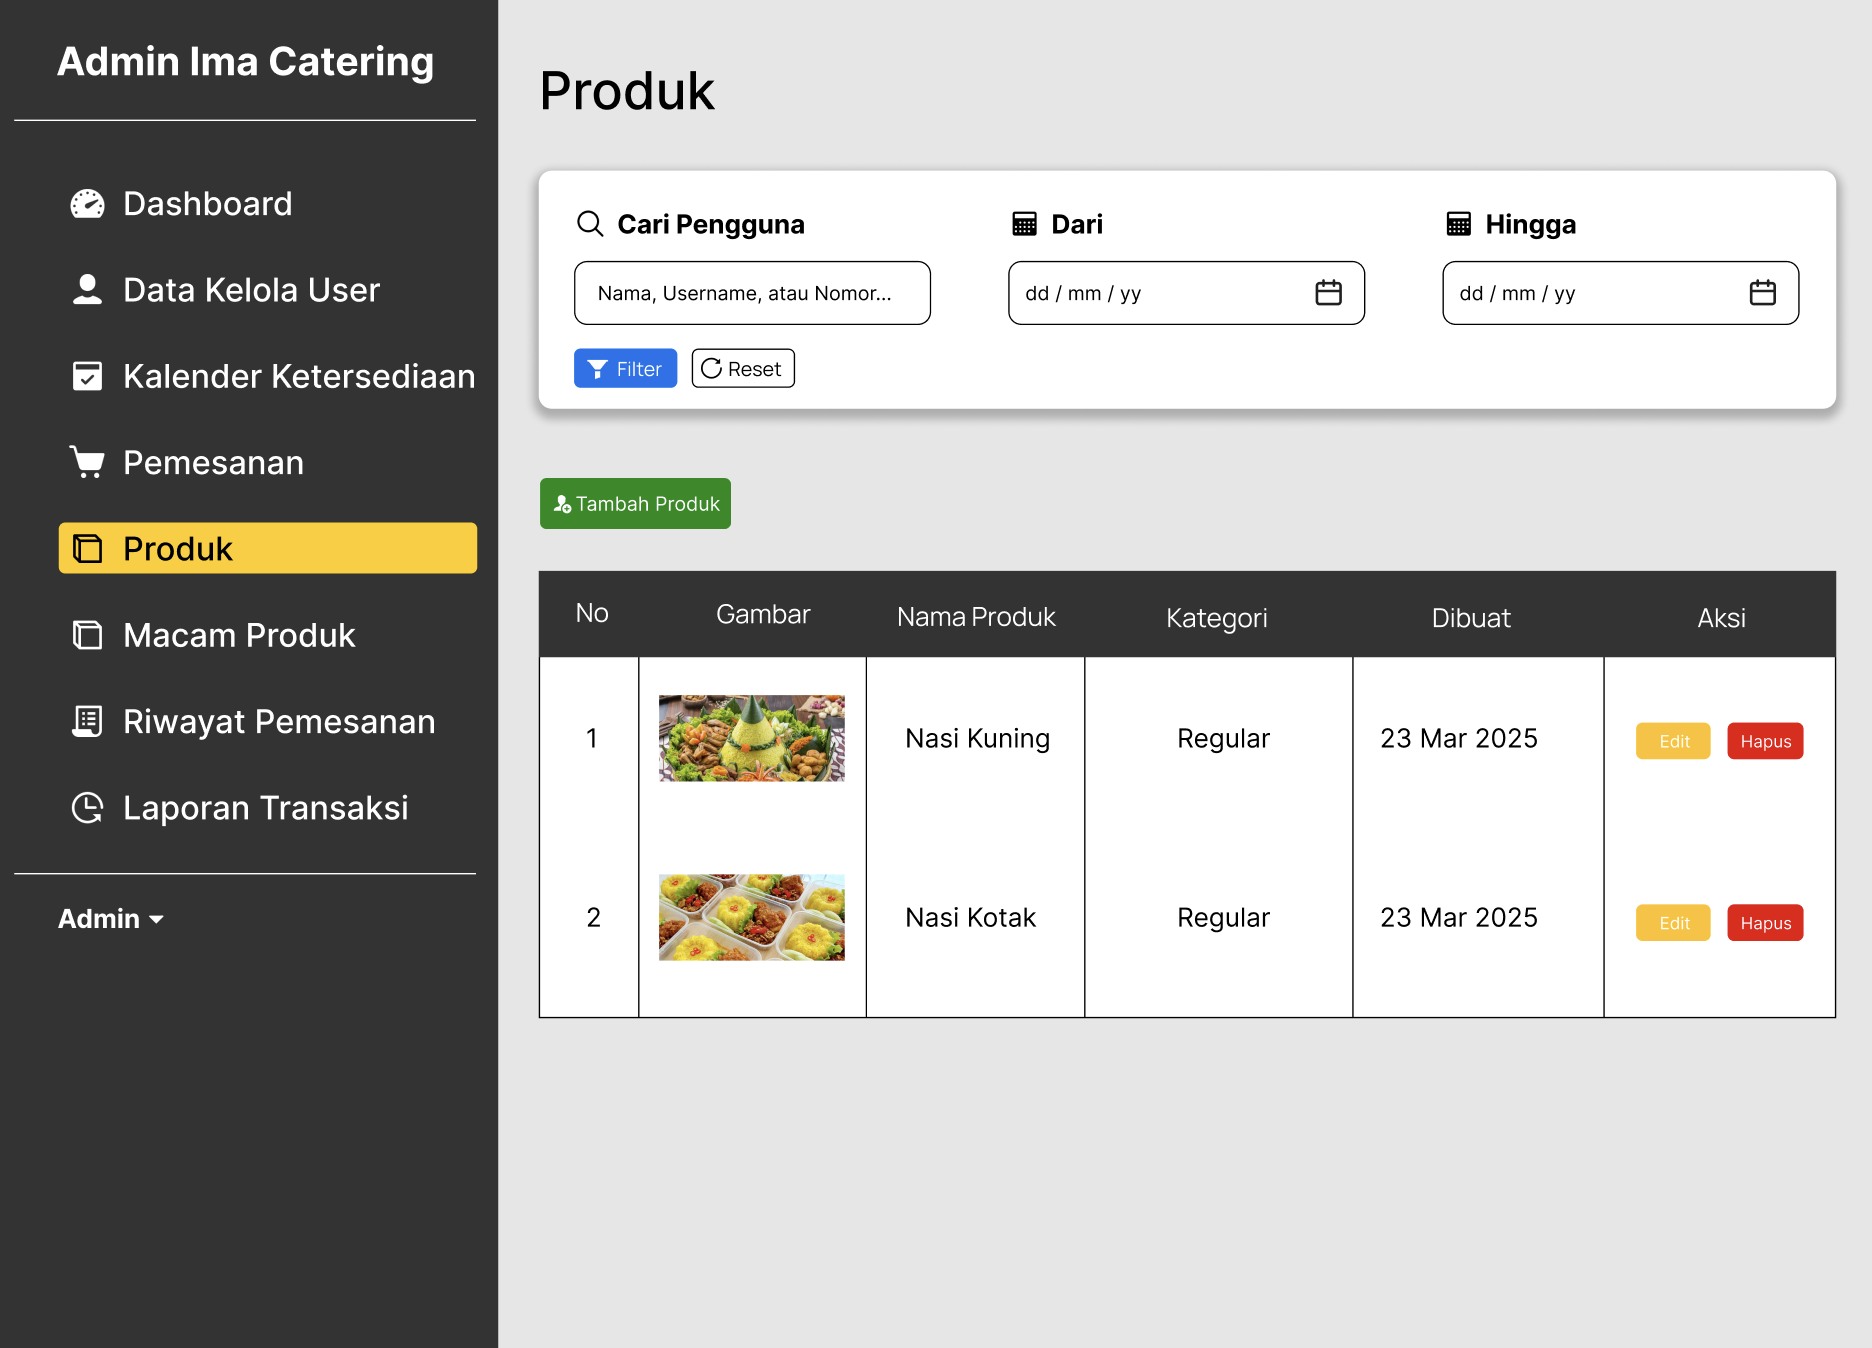 Admin Ima Catering
Dashboard
Data Kelola User
Kalender Ketersediaan
Pemesanan
Produk
Macam Produk
Riwayat Pemesanan
Laporan Transaksi
Admin
Produk
Cari Pengguna
Dari
Hingga
Nama, Username, atau Nomor...
dd / mm / yy
dd / mm / yy
Filter
Reset
Tambah Produk
No Gambar Nama Produk Kategori Dibuat Aksi
1 Nasi Kuning Regular 23 Mar 2025 Edit Hapus
2 Nasi Kotak Regular 23 Mar 2025 Edit Hapus